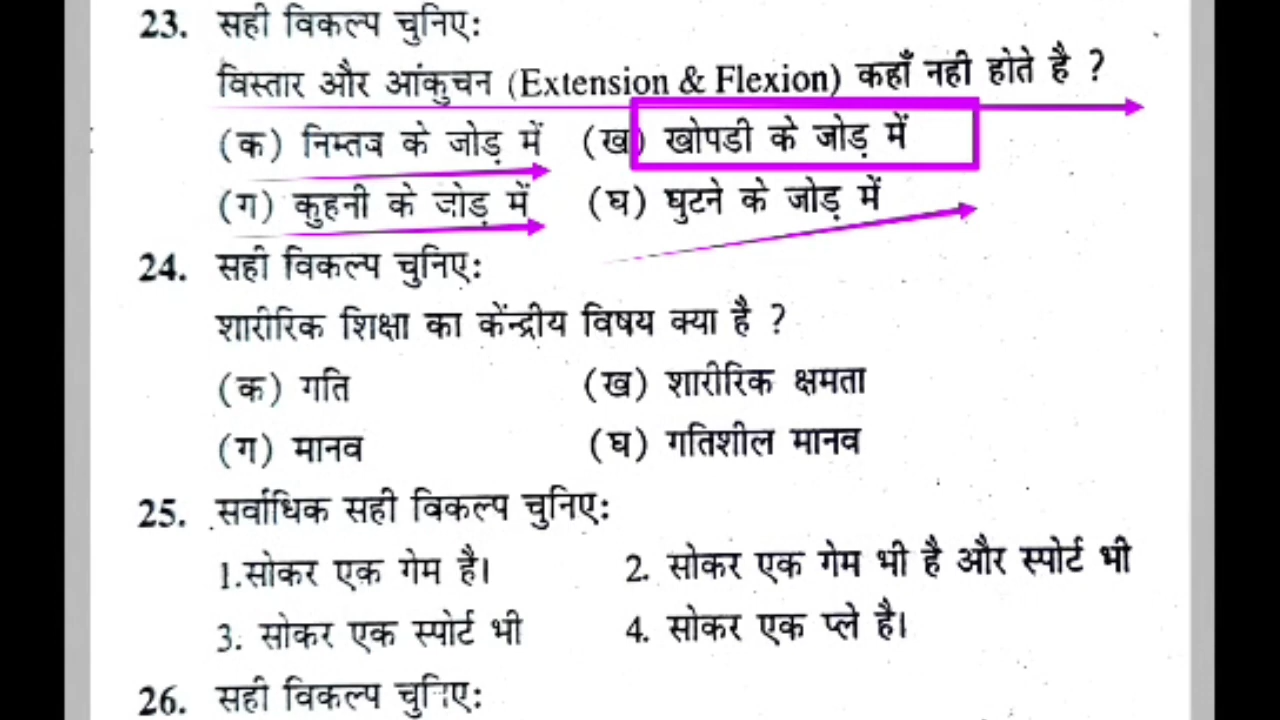 23. सही विकल्प चुनिए:
विस्तार और आंकुचन (Extension & Flexion) कहाँ नही होते है ?
(क) निम्तब के जोड़ में (ख) खोपडी के जोड़ में
(ग) कुहनी के जोड़ में (घ) घुटने के जोड़ में
24. सही विकल्प चुनिए:
शारीरिक शिक्षा का केंन्द्रीय विषय क्या है ?
(क) गति (ख) शारीरिक क्षमता
(ग) मानव (घ) गतिशील मानव
25. सर्वाधिक सही विकल्प चुनिए:
1.सोकर एक गेम है। 2. सोकर एक गेम भी है और स्पोर्ट भी
3. सोकर एक स्पोर्ट भी 4. सोकर एक प्ले है।
26. सही विकल्प चुनिए: